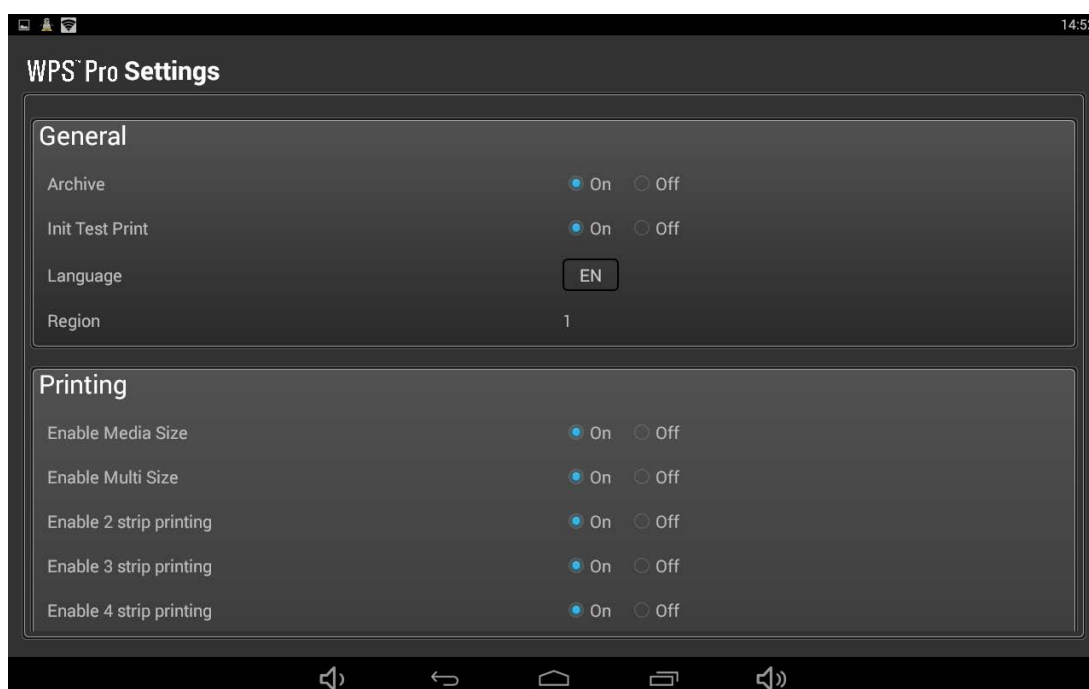 14:5
WPS™ Pro Settings
General
Archive On Off
Init Test Print On Off
Language EN
Region 1
Printing
Enable Media Size On Off
Enable Multi Size On Off
Enable 2 strip printing On Off
Enable 3 strip printing On Off
Enable 4 strip printing On Off